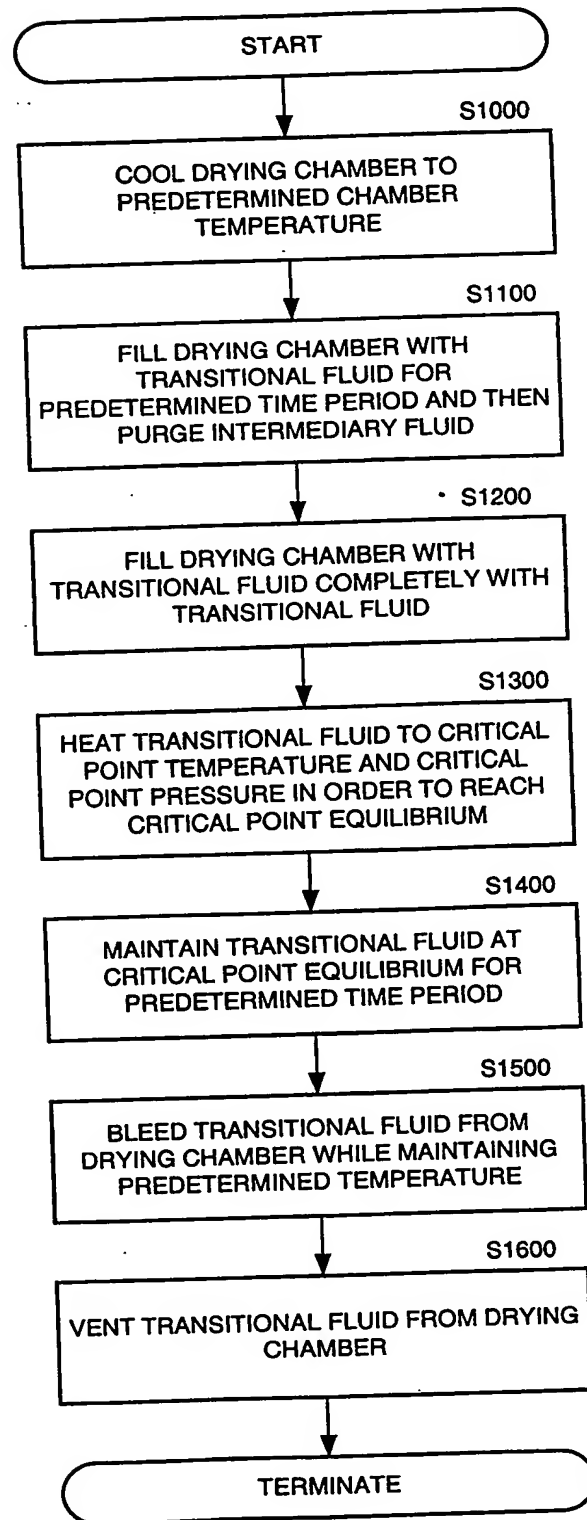 START
S1000
COOL DRYING CHAMBER TO
PREDETERMINED CHAMBER
TEMPERATURE
S1100
FILL DRYING CHAMBER WITH
TRANSITIONAL FLUID FOR
PREDETERMINED TIME PERIOD AND THEN
PURGE INTERMEDIARY FLUID
S1200
FILL DRYING CHAMBER WITH
TRANSITIONAL FLUID COMPLETELY WITH
TRANSITIONAL FLUID
S1300
HEAT TRANSITIONAL FLUID TO CRITICAL
POINT TEMPERATURE AND CRITICAL
POINT PRESSURE IN ORDER TO REACH
CRITICAL POINT EQUILIBRIUM
S1400
MAINTAIN TRANSITIONAL FLUID AT
CRITICAL POINT EQUILIBRIUM FOR
PREDETERMINED TIME PERIOD
S1500
BLEED TRANSITIONAL FLUID FROM
DRYING CHAMBER WHILE MAINTAINING
PREDETERMINED TEMPERATURE
S1600
VENT TRANSITIONAL FLUID FROM DRYING
CHAMBER
TERMINATE